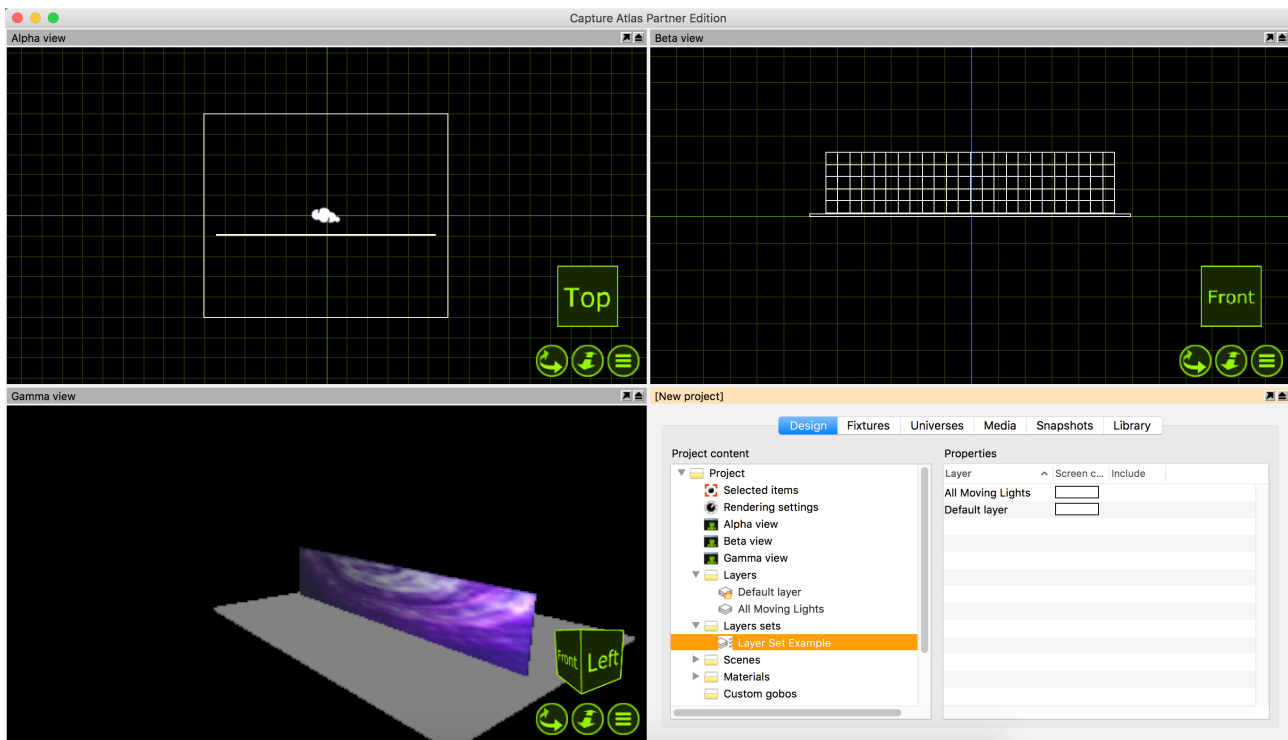 Capture Atlas Partner Edition
Alpha view
Beta view
Top
Front
Gamma view
[New project]
Front
Left
Design Fixtures Universes Media Snapshots Library
Project content
Project
Selected items
Rendering settings
Alpha view
Beta view
Gamma view
Layers
Default layer
All Moving Lights
Layers sets
Layer Set Example
Scenes
Materials
Custom gobos
Properties
Layer Screen c... Include
All Moving Lights
Default layer